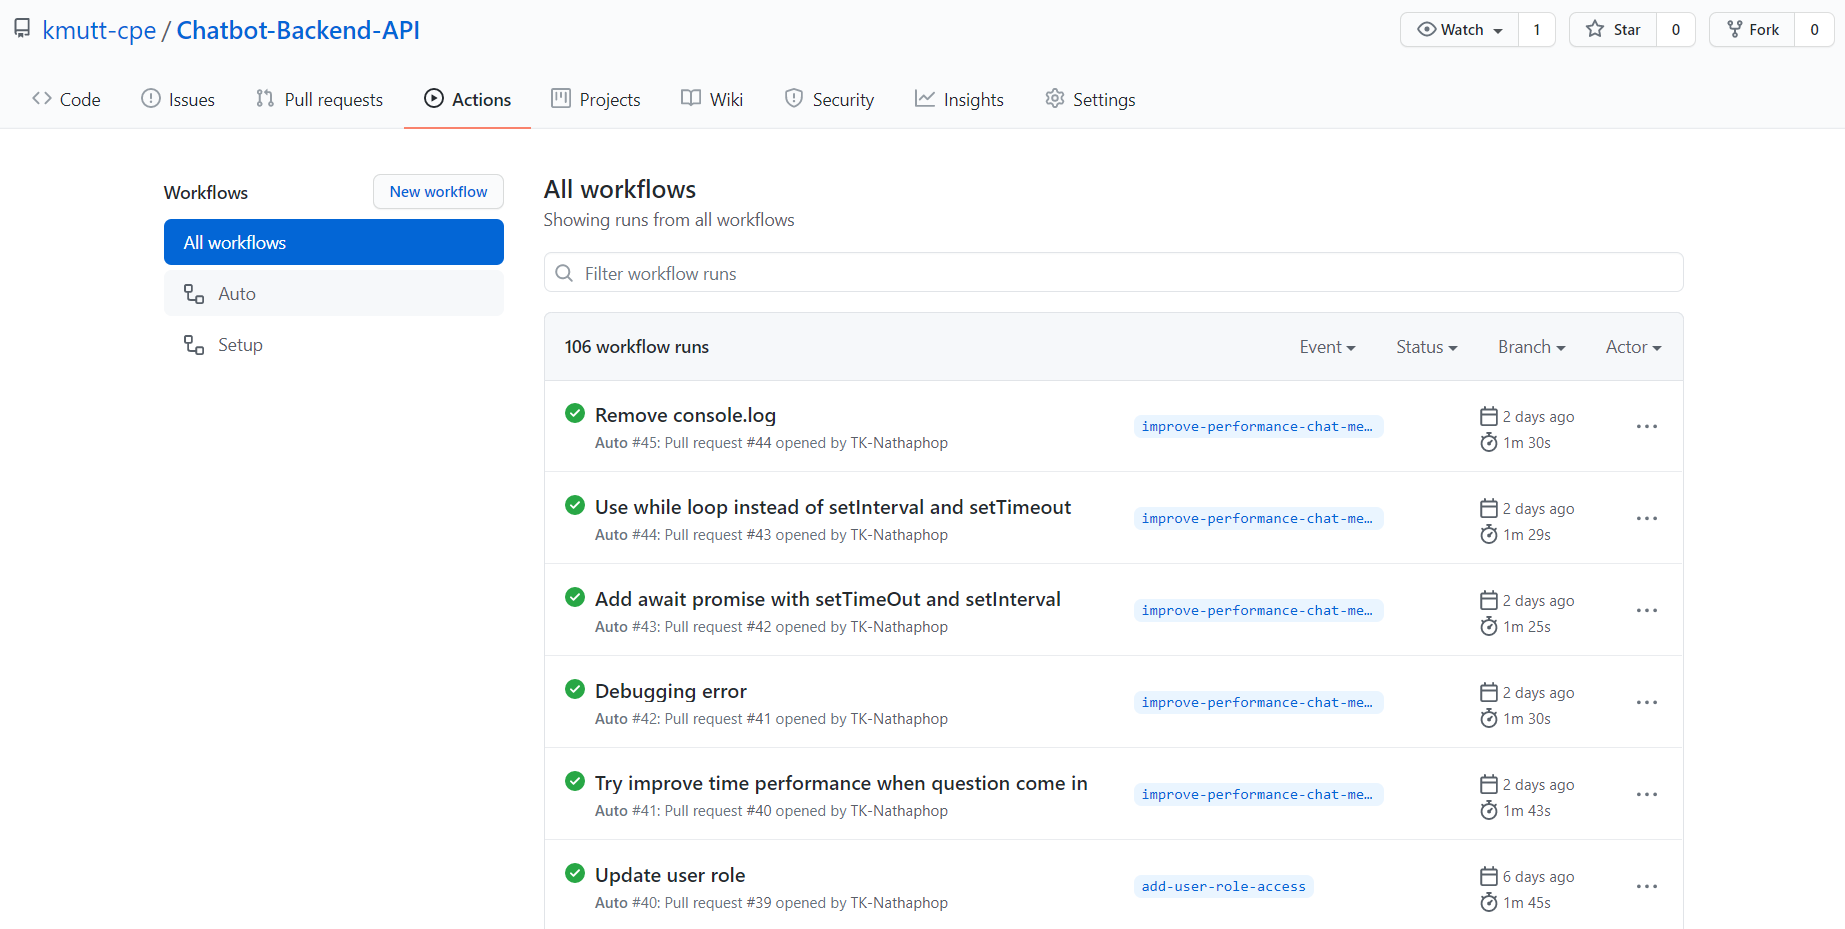 kmutt-cpe / Chatbot-Backend-API
Watch 1
Star 0
Fork 0
Code
Issues
Pull requests
Actions
Projects
Wiki
Security
Insights
Settings
Workflows
New workflow
All workflows
Auto
Setup
All workflows
Showing runs from all workflows
Filter workflow runs
106 workflow runs
Event
Status
Branch
Actor
Remove console.log
Auto #45: Pull request #44 opened by TK-Nathaphop
improve-performance-chat-me…
2 days ago
1m 30s
Use while loop instead of setInterval and setTimeout
Auto #44: Pull request #43 opened by TK-Nathaphop
improve-performance-chat-me…
2 days ago
1m 29s
Add await promise with setTimeOut and setInterval
Auto #43: Pull request #42 opened by TK-Nathaphop
improve-performance-chat-me…
2 days ago
1m 25s
Debugging error
Auto #42: Pull request #41 opened by TK-Nathaphop
improve-performance-chat-me…
2 days ago
1m 30s
Try improve time performance when question come in
Auto #41: Pull request #40 opened by TK-Nathaphop
improve-performance-chat-me…
2 days ago
1m 43s
Update user role
Auto #40: Pull request #39 opened by TK-Nathaphop
add-user-role-access
6 days ago
1m 45s